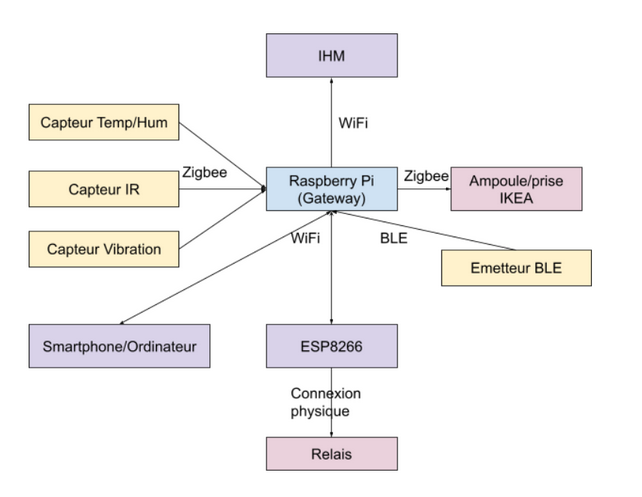 IHM
WiFi
Capteur Temp/Hum
Zigbee
Capteur IR
Raspberry Pi
(Gateway)
Zigbee
Ampoule/prise
IKEA
Capteur Vibration
WiFi
BLE
Emetteur BLE
Smartphone/Ordinateur
ESP8266
Connexion
physique
Relais